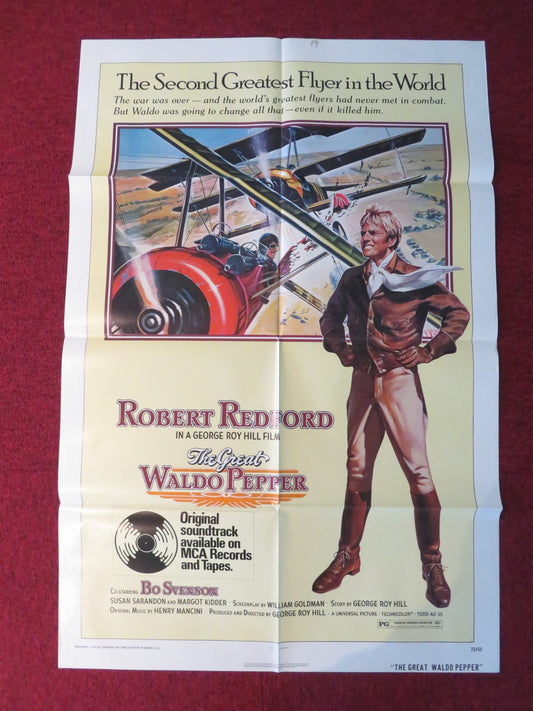 The Second Greatest Flyer in the World
The war was over — and the world's greatest flyers had never met in combat.
But Waldo was going to change all that — even if it killed him.
ROBERT REDFORD
IN A GEORGE ROY HILL FILM
The Great
WALDO PEPPER
Original
soundtrack
available on
MCA Records
and Tapes.
CO-STARRING BO SVENSON
SUSAN SARANDON AND MARGOT KIDDER · SCREENPLAY BY WILLIAM GOLDMAN · STORY BY GEORGE ROY HILL
ORIGINAL MUSIC BY HENRY MANCINI · PRODUCED AND DIRECTED BY GEORGE ROY HILL · A UNIVERSAL PICTURE · TECHNICOLOR® · TODD-AO 35
PG
75/52
"THE GREAT WALDO PEPPER"